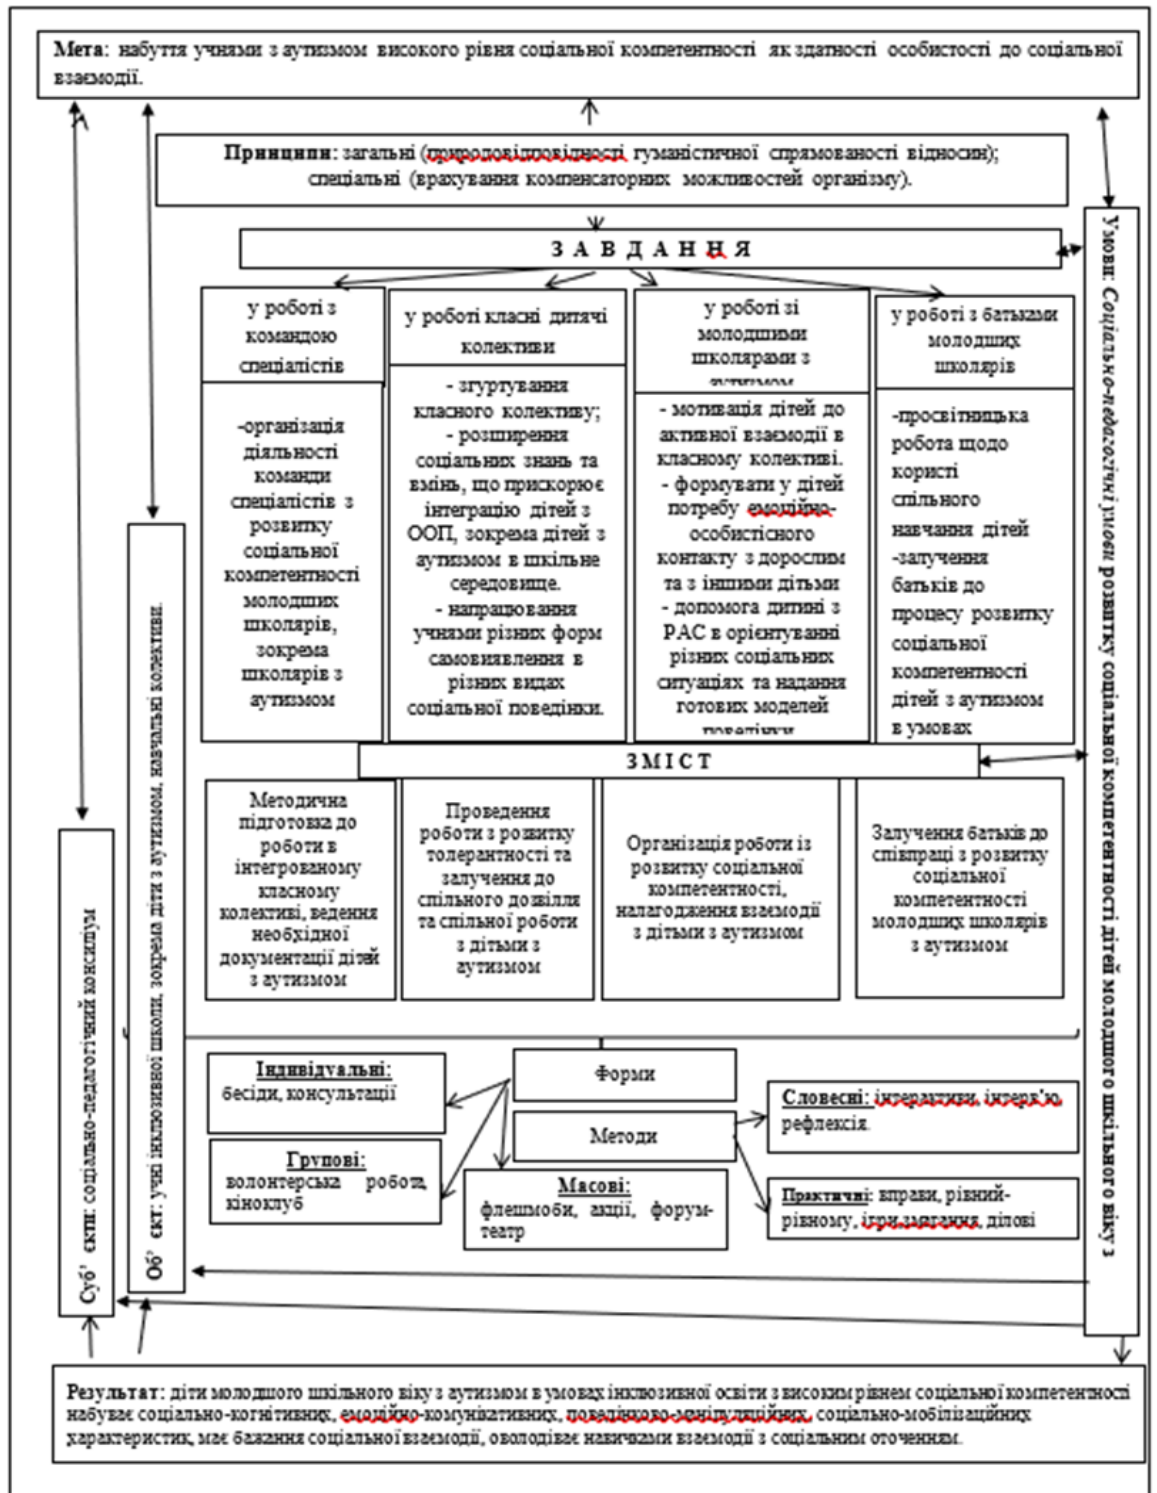 Мета: набуття учнями з аутизмом високого рівня соціальної компетентності як здатності особистості до соціальної
взаємодії.
Принципи: загальні (природовідповідності гуманістичної спрямованості відносин);
спеціальні (врахування компенсаторних можливостей організму).
З А В Д А Н Н Я
у роботі з
командою
спеціалістів
-організація
діяльності
команди
спеціалістів з
розвитку
соціальної
компетентності
молодших
школярів,
зокрема
школярів з
аутизмом
у роботі класні дитячі
колективи
- згуртування
класного колективу;
- розширення
соціальних знань та
вмінь, що прискорює
інтеграцію дітей з
ООП, зокрема дітей з
аутизмом в шкільне
середовище.
- напрацювання
учнями різних форм
самовиявлення в
різних видах
соціальної поведінки.
у роботі зі
молодшими
школярами з
аутизмом
- мотивація дітей до
активної взаємодії в
класному колективі.
- формувати у дітей
потребу емоційно-
особистісного
контакту з дорослим
та з іншими дітьми
- допомога дитині з
РАС в орієнтуванні
різних соціальних
ситуаціях та надання
готових моделей
поведінки
у роботі з батьками
молодших
школярів
-просвітницька
робота щодо
користі
спільного
навчання дітей
-залучення
батьків до
процесу розвитку
соціальної
компетентності
дітей з аутизмом
в умовах
ЗМІСТ
Методична
підготовка до
роботи в
інтегрованому
класному
колективі, ведення
необхідної
документації дітей
з аутизмом
Проведення
роботи з розвитку
толерантності та
залучення до
спільного дозвілля
та спільної роботи
з дітьми з
аутизмом
Організація роботи із
розвитку соціальної
компетентності,
налагодження взаємодії
з дітьми з аутизмом
Залучення батьків до
співпраці з розвитку
соціальної
компетентності
молодших школярів
з аутизмом
Форми
Методи
Індивідуальні:
бесіди, консультації
Групові:
волонтерська робота,
кіноклуб
Масові:
флешмоби, акції, форум-
театр
Словесні: інтерактиви, інтерв'ю,
рефлексія.
Практичні: вправи, рівний-
рівному, ігри,змагання, ділові
Суб’ єкти: соціально-педагогічний консиліум
Об’ єкт: учні інклюзивної школи, зокрема діти з аутизмом, навчальні колективи.
Умови: Соціально-педагогічні умови розвитку соціальної компетентності дітей молодшого шкільного віку з
Результат: діти молодшого шкільного віку з аутизмом в умовах інклюзивної освіти з високим рівнем соціальної компетентності
набуває соціально-когнітивних, емоційно-комунікативних, поведінково-маніпуляційних, соціально-мобілізаційних
характеристик, має бажання соціальної взаємодії, оволодіває навичками взаємодії з соціальним оточенням.